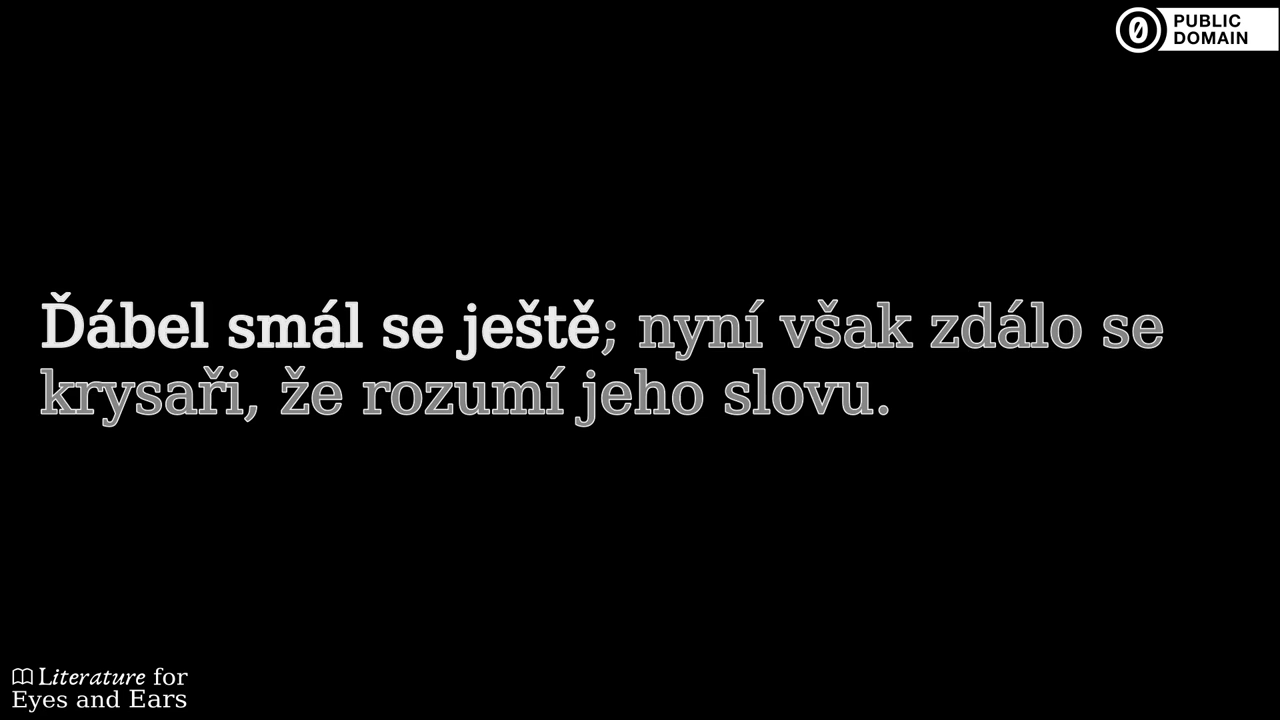 PUBLIC
DOMAIN
Ďábel smál se ještě; nyní však zdálo se
krysaři, že rozumí jeho slovu.
Literature for
Eyes and Ears